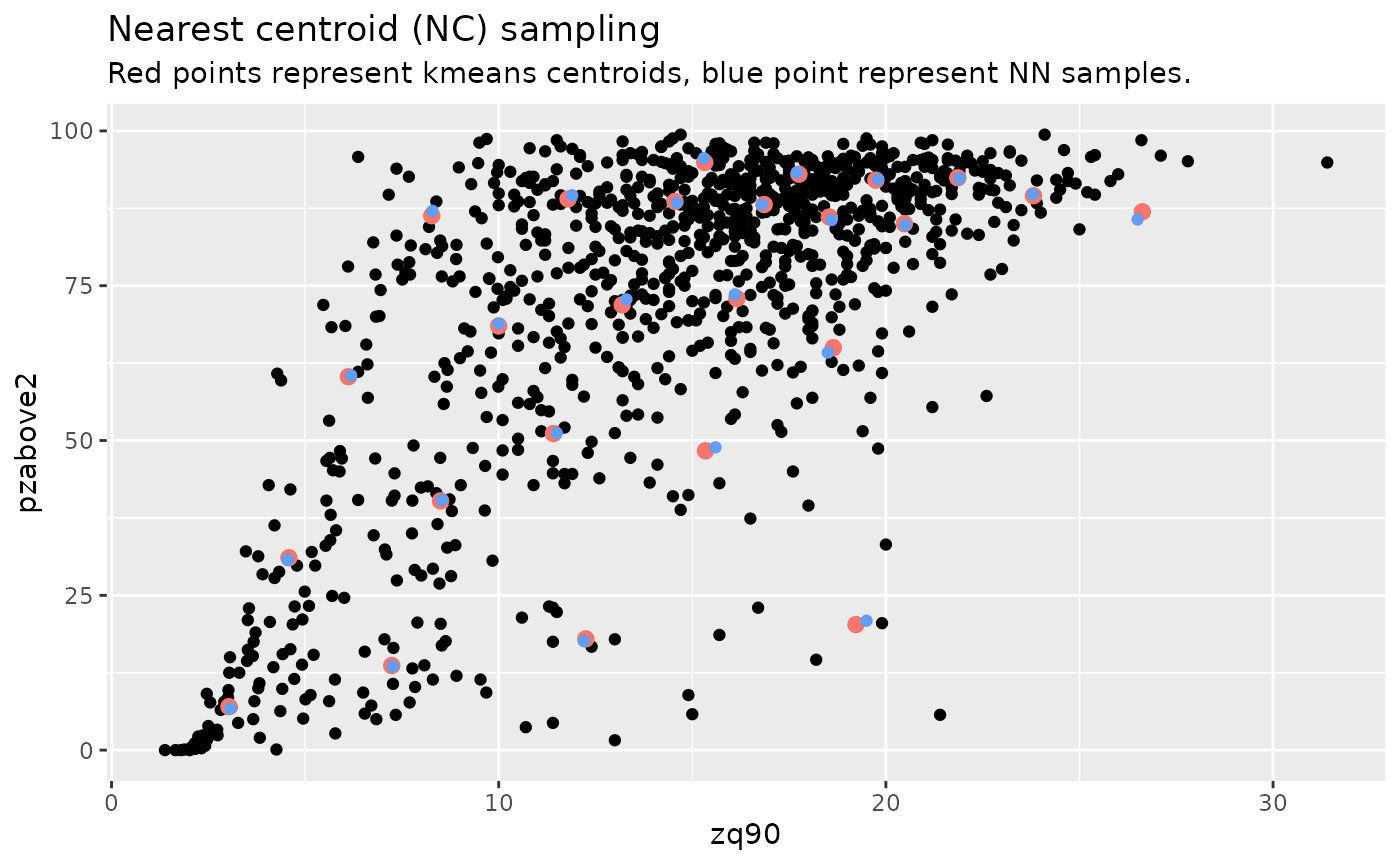 Nearest centroid (NC) sampling
Red points represent kmeans centroids, blue point represent NN samples.
100
75
50
25
0
pzabove2
0 10 20 30
zq90